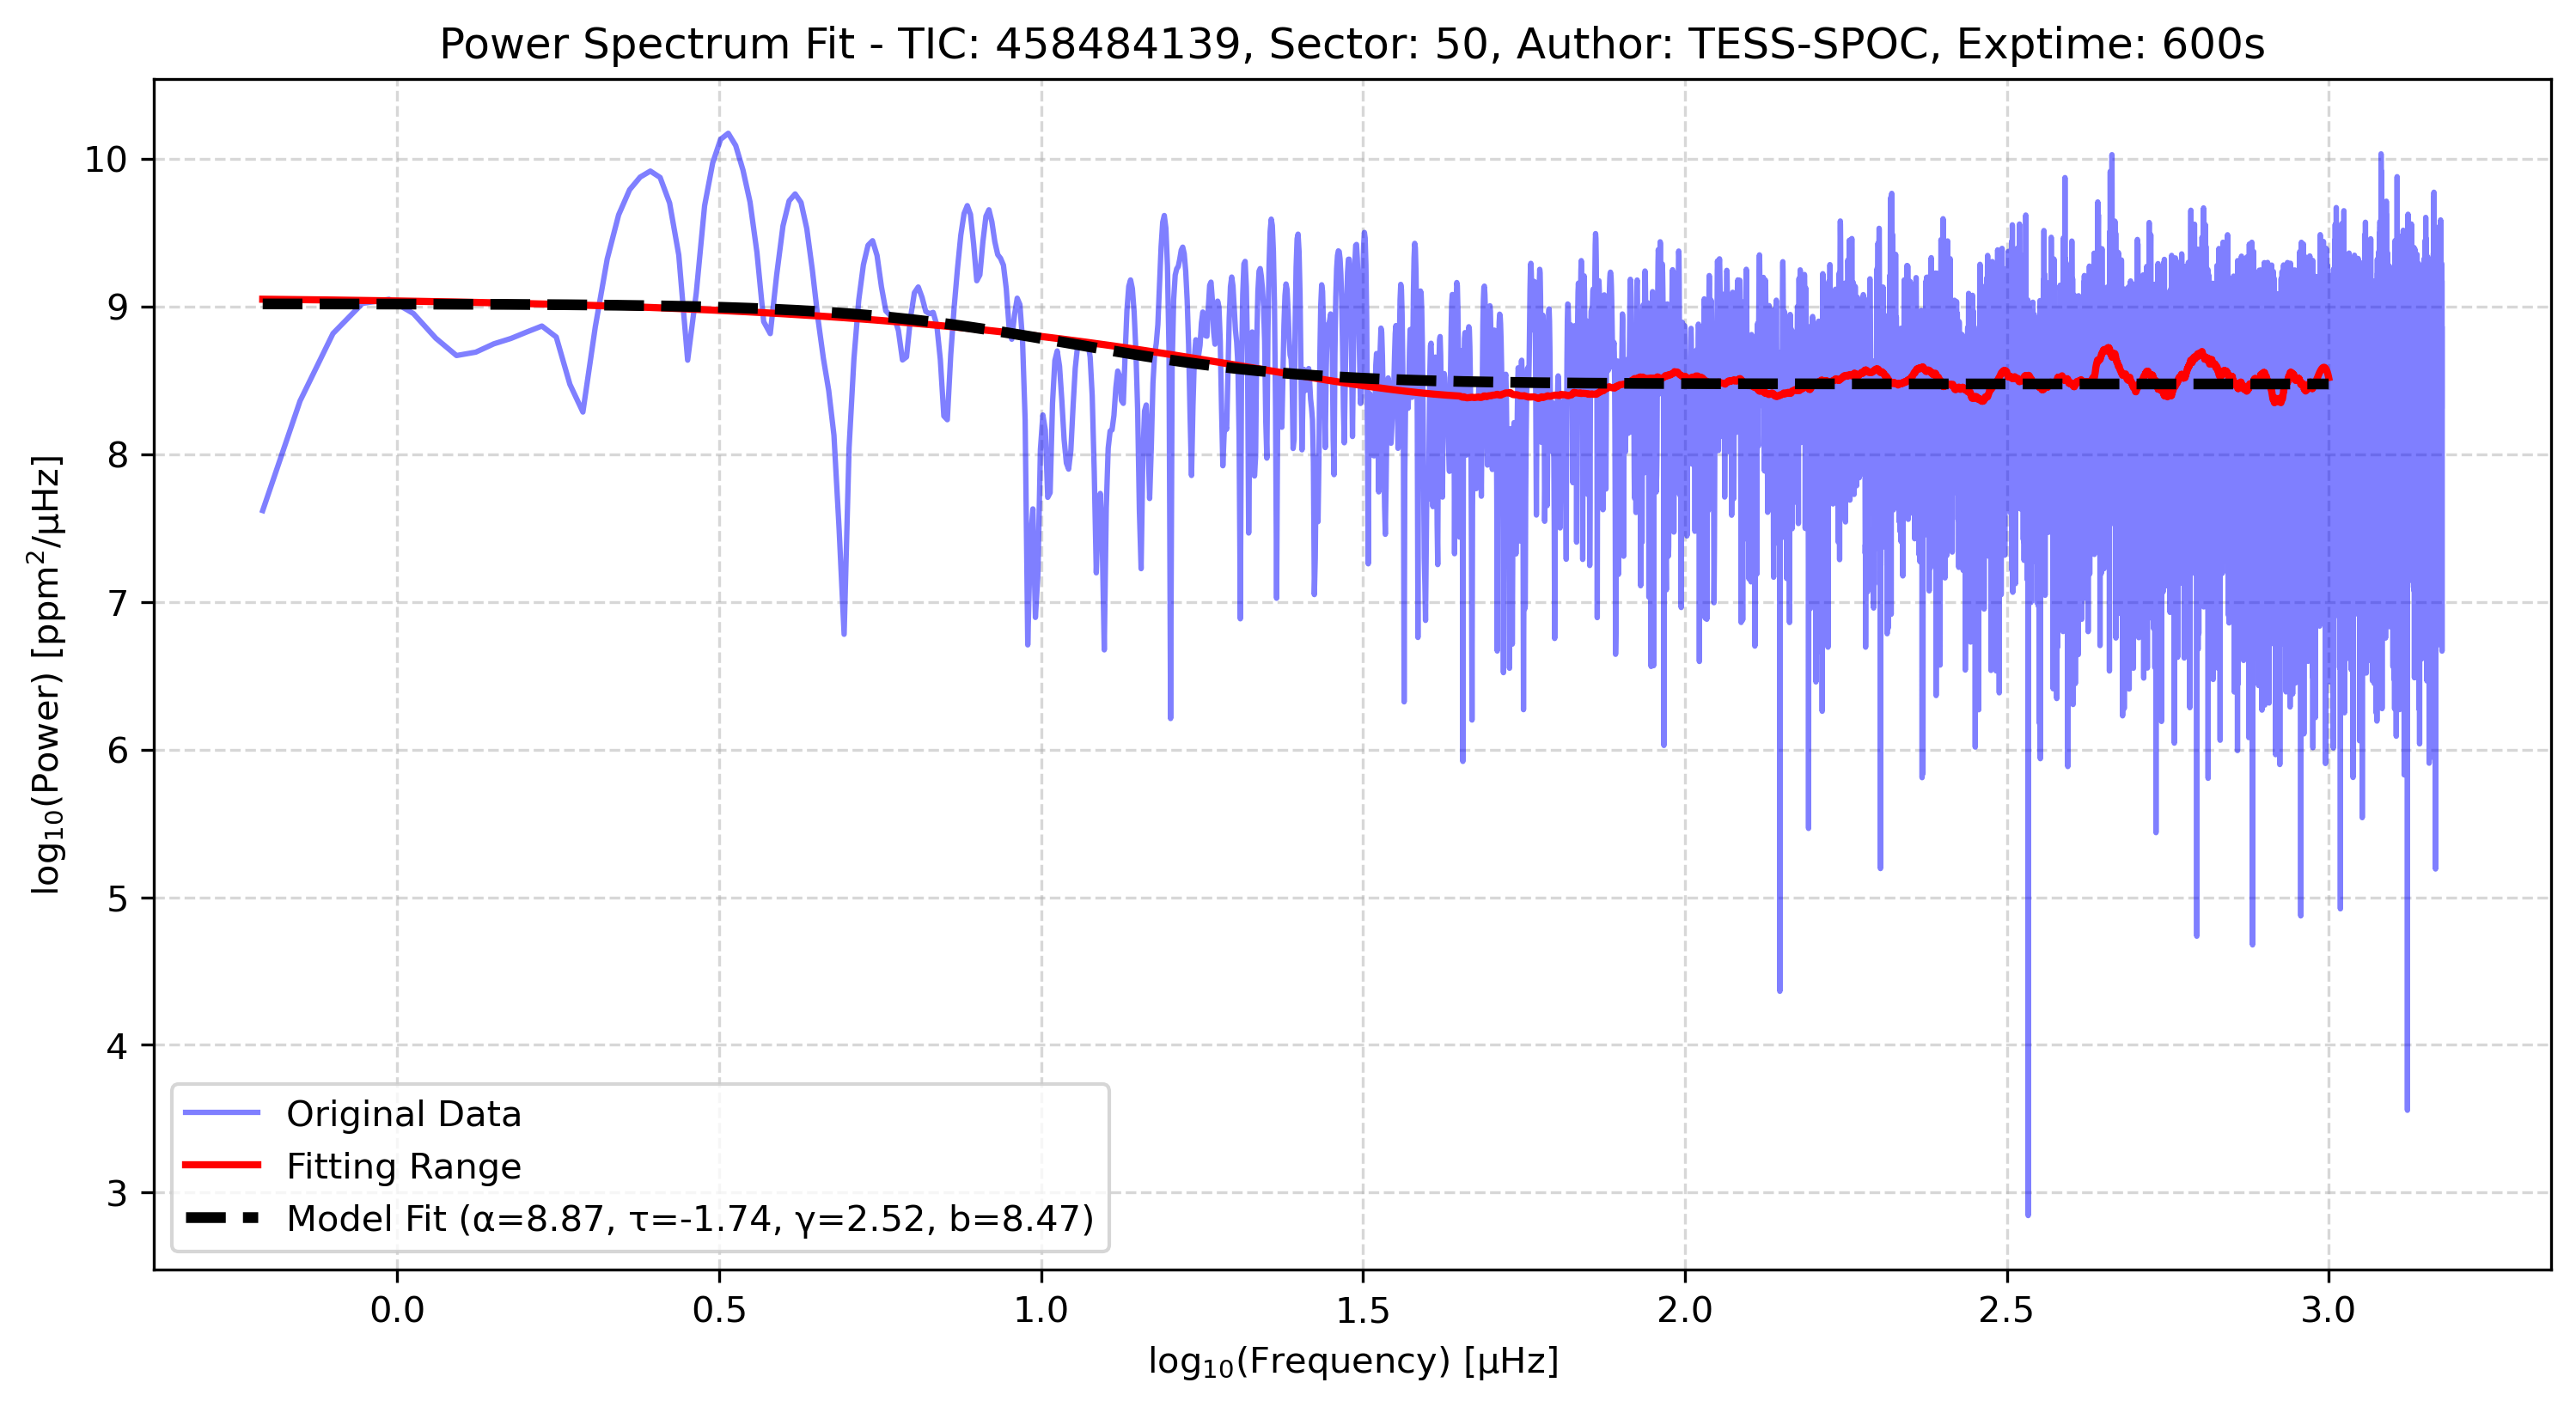 Power Spectrum Fit - TIC: 458484139, Sector: 50, Author: TESS-SPOC, Exptime: 600s
log₁₀(Power) [ppm²/μHz]
10
9
8
7
6
5
4
3
Original Data
Fitting Range
Model Fit (α=8.87, τ=-1.74, γ=2.52, b=8.47)
0.0 0.5 1.0 1.5 2.0 2.5 3.0
log₁₀(Frequency) [μHz]